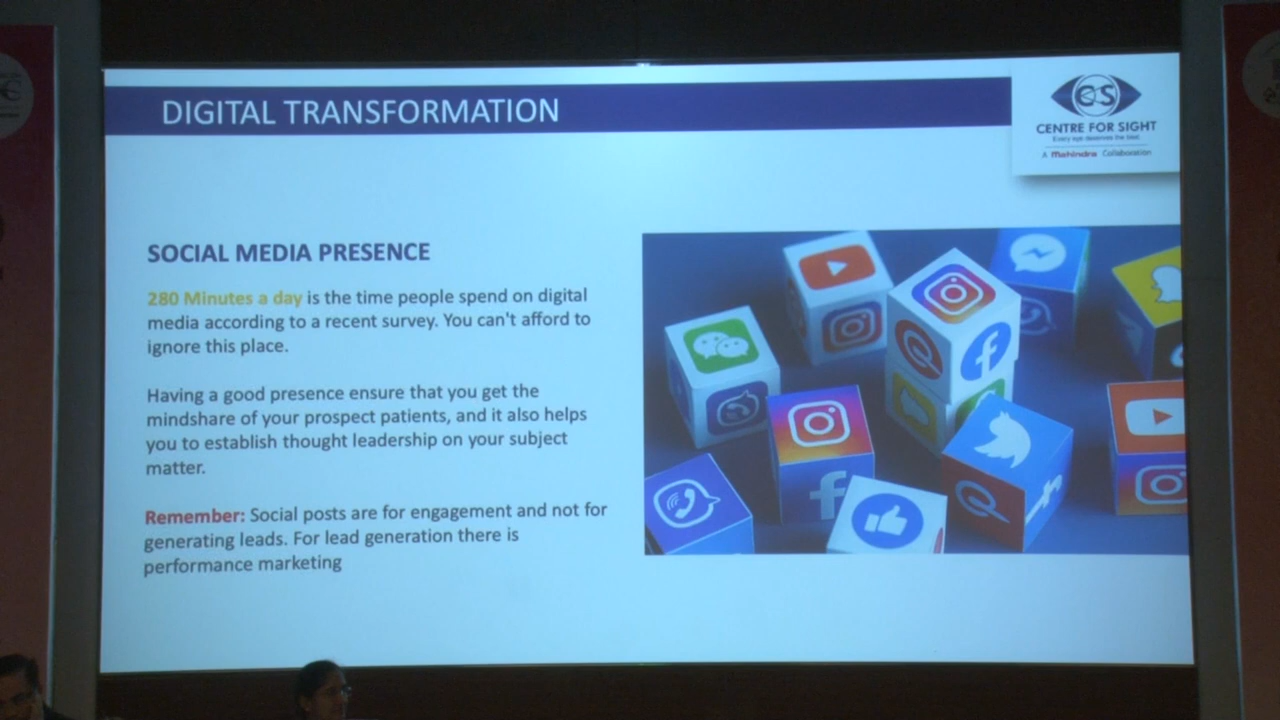 DIGITAL TRANSFORMATION
CS
CENTRE FOR SIGHT
Every eye deserves the best.
A Mahindra Collaboration
SOCIAL MEDIA PRESENCE
280 Minutes a day is the time people spend on digital
media according to a recent survey. You can't afford to
ignore this place.
Having a good presence ensure that you get the
mindshare of your prospect patients, and it also helps
you to establish thought leadership on your subject
matter.
Remember: Social posts are for engagement and not for
generating leads. For lead generation there is
performance marketing